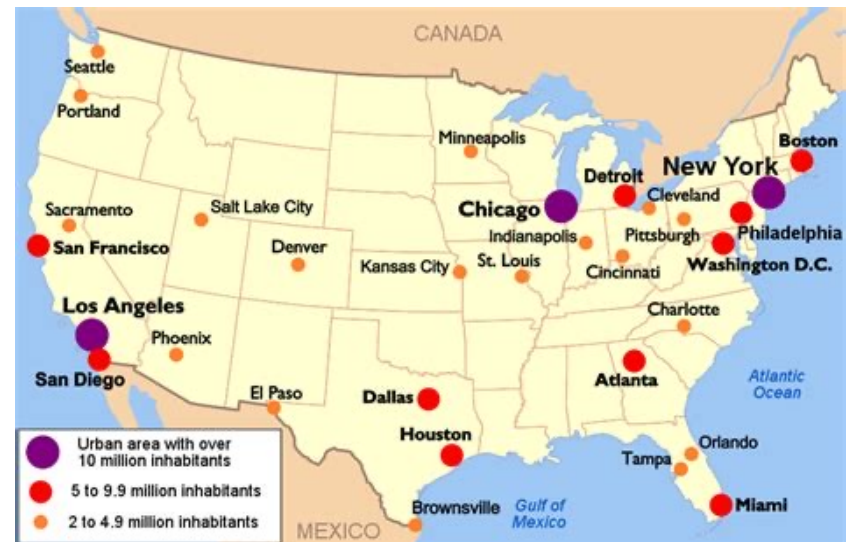 CANADA
Seattle
Portland
Minneapolis
Boston
New York
Detroit
Cleveland
Chicago
Sacramento
Salt Lake City
San Francisco
Denver
Kansas City
St. Louis
Indianapolis
Pittsburgh
Philadelphia
Cincinnati
Washington D.C.
Los Angeles
Phoenix
Charlotte
San Diego
El Paso
Dallas
Atlanta
Atlantic
Ocean
Houston
Orlando
Tampa
Brownsville
Gulf of
Mexico
Miami
MEXICO
Urban area with over
10 million inhabitants
5 to 9.9 million inhabitants
2 to 4.9 million inhabitants